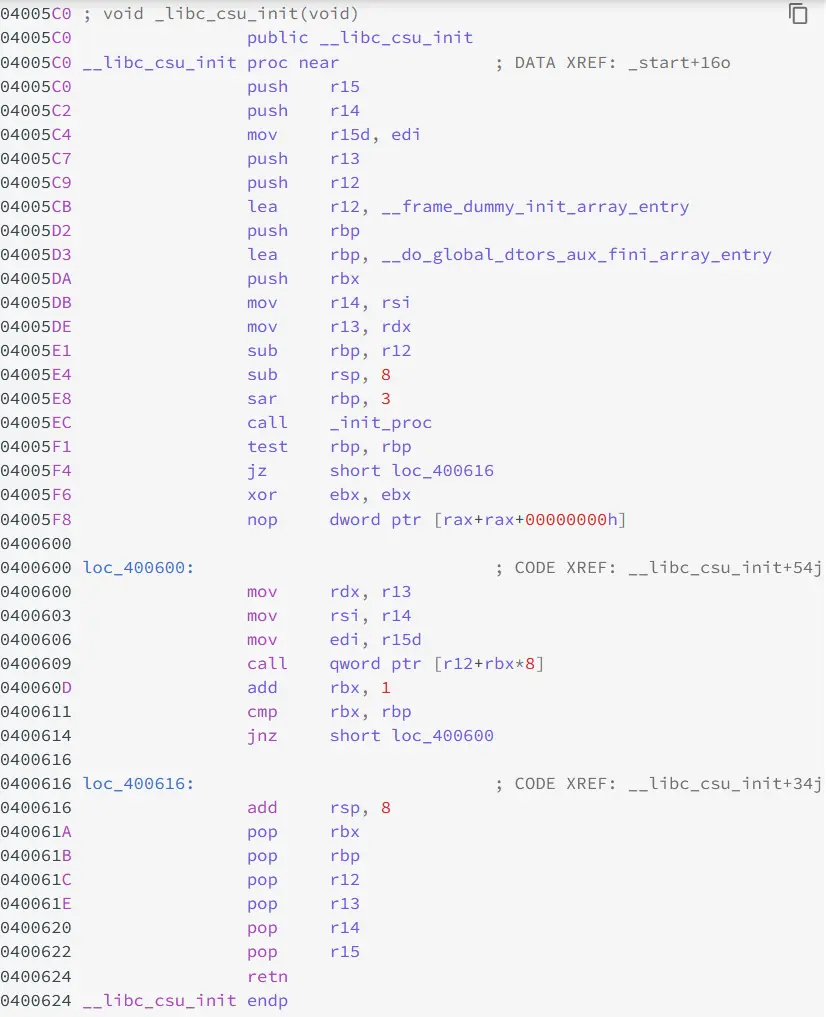 04005C0 ; void _libc_csu_init(void)
04005C0                 public __libc_csu_init
04005C0 __libc_csu_init proc near               ; DATA XREF: _start+16o
04005C0                 push    r15
04005C2                 push    r14
04005C4                 mov     r15d, edi
04005C7                 push    r13
04005C9                 push    r12
04005CB                 lea     r12, __frame_dummy_init_array_entry
04005D2                 push    rbp
04005D3                 lea     rbp, __do_global_dtors_aux_fini_array_entry
04005DA                 push    rbx
04005DB                 mov     r14, rsi
04005DE                 mov     r13, rdx
04005E1                 sub     rbp, r12
04005E4                 sub     rsp, 8
04005E8                 sar     rbp, 3
04005EC                 call    _init_proc
04005F1                 test    rbp, rbp
04005F4                 jz      short loc_400616
04005F6                 xor     ebx, ebx
04005F8                 nop     dword ptr [rax+rax+00000000h]
0400600
0400600 loc_400600:                             ; CODE XREF: __libc_csu_init+54j
0400600                 mov     rdx, r13
0400603                 mov     rsi, r14
0400606                 mov     edi, r15d
0400609                 call    qword ptr [r12+rbx*8]
040060D                 add     rbx, 1
0400611                 cmp     rbx, rbp
0400614                 jnz     short loc_400600
0400616
0400616 loc_400616:                             ; CODE XREF: __libc_csu_init+34j
0400616                 add     rsp, 8
040061A                 pop     rbx
040061B                 pop     rbp
040061C                 pop     r12
040061E                 pop     r13
0400620                 pop     r14
0400622                 pop     r15
0400624                 retn
0400624 __libc_csu_init endp